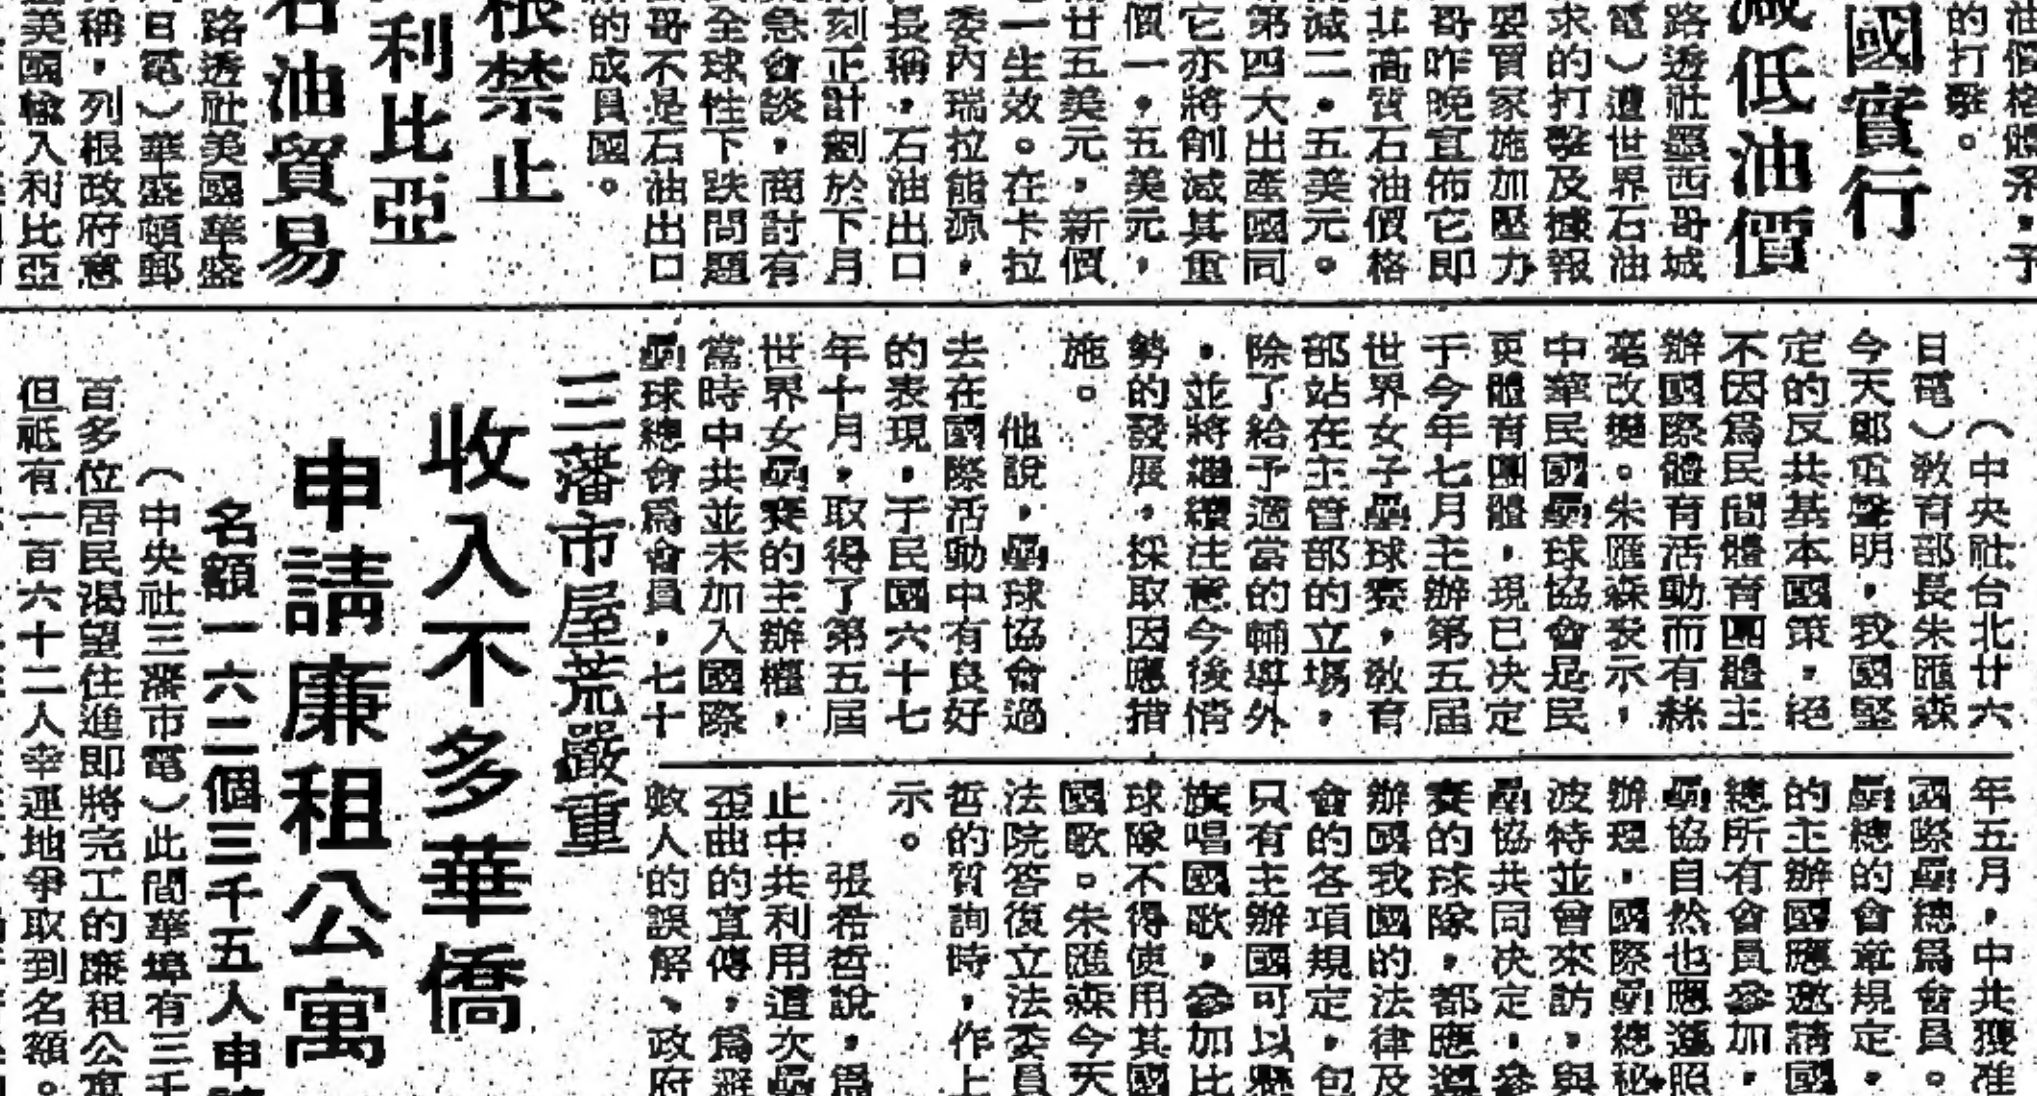 油價格體系，予
的打擊。
國實行
減低油價
路透社墨西哥城
電）遭世界石油
求的打擊及據報
要買家施加壓力
哥昨晚宣佈它即
其高質石油價格
減二．五美元。
第四大出產國同
它亦將削減其重
價一．五美元，
廿五美元，新價
一生效。在卡拉
委內瑞拉能源，
長稱，石油出口
刻正計劃於下月
急會談，商討有
全球性下跌問題
哥不是石油出口
的成員國。
根禁止
利比亞
石油貿易
路透社美國華盛
日電）華盛頓郵
稱，列根政府意
美國輸入利比亞
（中央社台北廿六
日電）教育部長朱匯森
今天鄭重聲明，我國堅
定的反共基本國策，絕
不因為民間體育團體主
辦國際體育活動而有絲
毫改變。朱匯森表示，
中華民國壘球協會是民
間體育團體，現已决定
于今年七月主辦第五屆
世界女子壘球賽，教育
部站在主管部的立場，
除了給予適當的輔導外
，並將繼續注意今後情
勢的發展，採取因應措
施。
他說，壘球協會過
去在國際活動中有良好
的表現，于民國六十七
年十月，取得了第五屆
世界女壘賽的主辦權，
當時中共並未加入國際
壘球總會為會員，七十
年五月，中共獲准
國際壘總為會員。
壘總的會章規定，
的主辦國應邀請國
總所有會員參加，
壘協自然也應遵照
辦理，國際壘總秘
波特並曾來訪，與
壘協共同决定，參
賽的球隊，都應遵
辦國我國的法律及
會的各項規定，包
只有主辦國可以懸
旗唱國歌，參加比
球隊不得使用其國
國歌。朱匯森今天
法院答復立法委員
哲的質詢時，作上
示。
張希哲說，為
止中共利用這次壘
歪曲的宣傳，為避
數人的誤解、政府
三藩市屋荒嚴重
收入不多華僑
申請廉租公寓
名額一六二個三千五人申請
（中央社三藩市電）此間華埠有三千
百多位居民渴望住進即將完工的廉租公寓
但祗有一百六十二人幸運地爭取到名額。